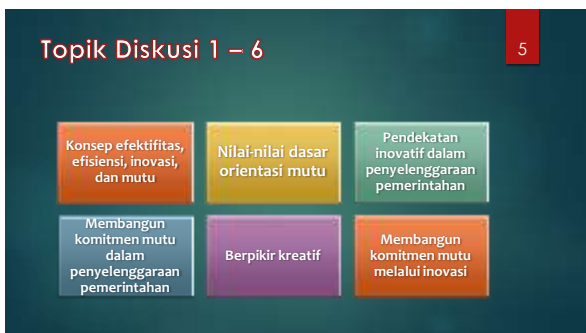 Topik Diskusi 1 – 6
5
Konsep efektifitas,
efisiensi, inovasi,
dan mutu
Nilai-nilai dasar
orientasi mutu
Pendekatan
inovatif dalam
penyelenggaraan
pemerintahan
Membangun
komitmen mutu
dalam
penyelenggaraan
pemerintahan
Berpikir kreatif
Membangun
komitmen mutu
melalui inovasi